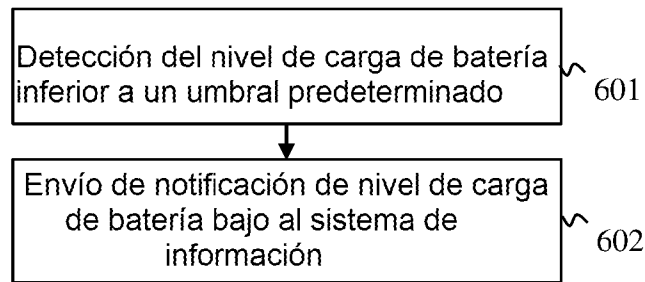 Detección del nivel de carga de batería
inferior a un umbral predeterminado
601
Envío de notificación de nivel de carga
de batería bajo al sistema de
información
602